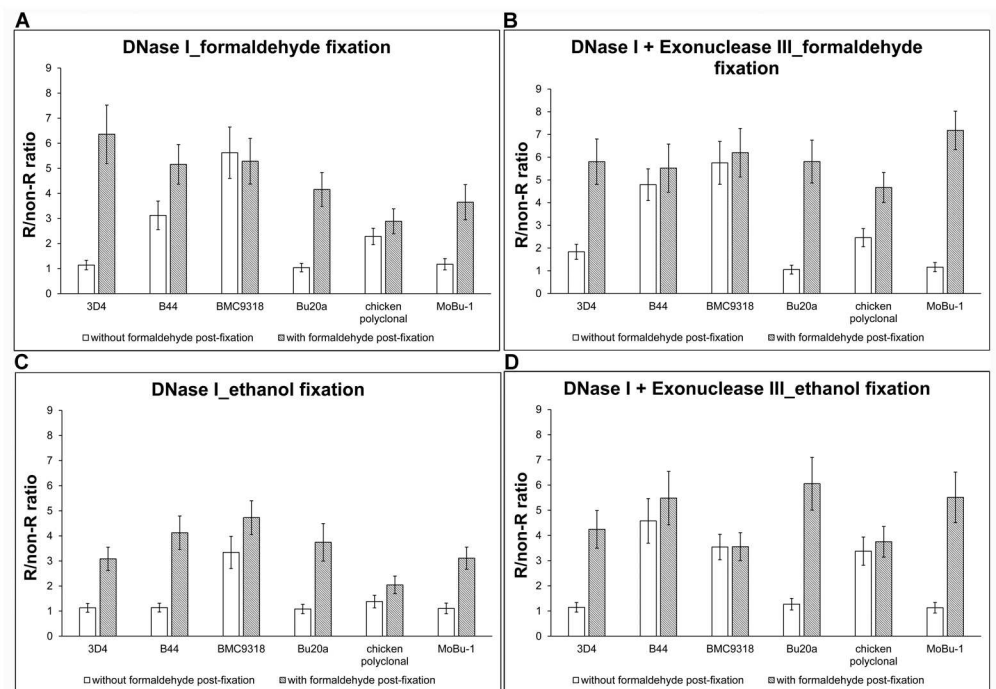 A
DNase I_formaldehyde fixation
R/non-R ratio
9
8
7
6
5
4
3
2
1
0
3D4 B44 BMC9318 Bu20a chicken polyclonal MoBu-1
without formaldehyde post-fixation with formaldehyde post-fixation
B
DNase I + Exonuclease III_formaldehyde
fixation
R/non-R ratio
9
8
7
6
5
4
3
2
1
0
3D4 B44 BMC9318 Bu20a chicken polyclonal MoBu-1
without formaldehyde post-fixation with formaldehyde post-fixation
C
DNase I_ethanol fixation
R/non-R ratio
9
8
7
6
5
4
3
2
1
0
3D4 B44 BMC9318 Bu20a chicken polyclonal MoBu-1
without formaldehyde post-fixation with formaldehyde post-fixation
D
DNase I + Exonuclease III_ethanol fixation
R/non-R ratio
9
8
7
6
5
4
3
2
1
0
3D4 B44 BMC9318 Bu20a chicken polyclonal MoBu-1
without formaldehyde post-fixation with formaldehyde post-fixation